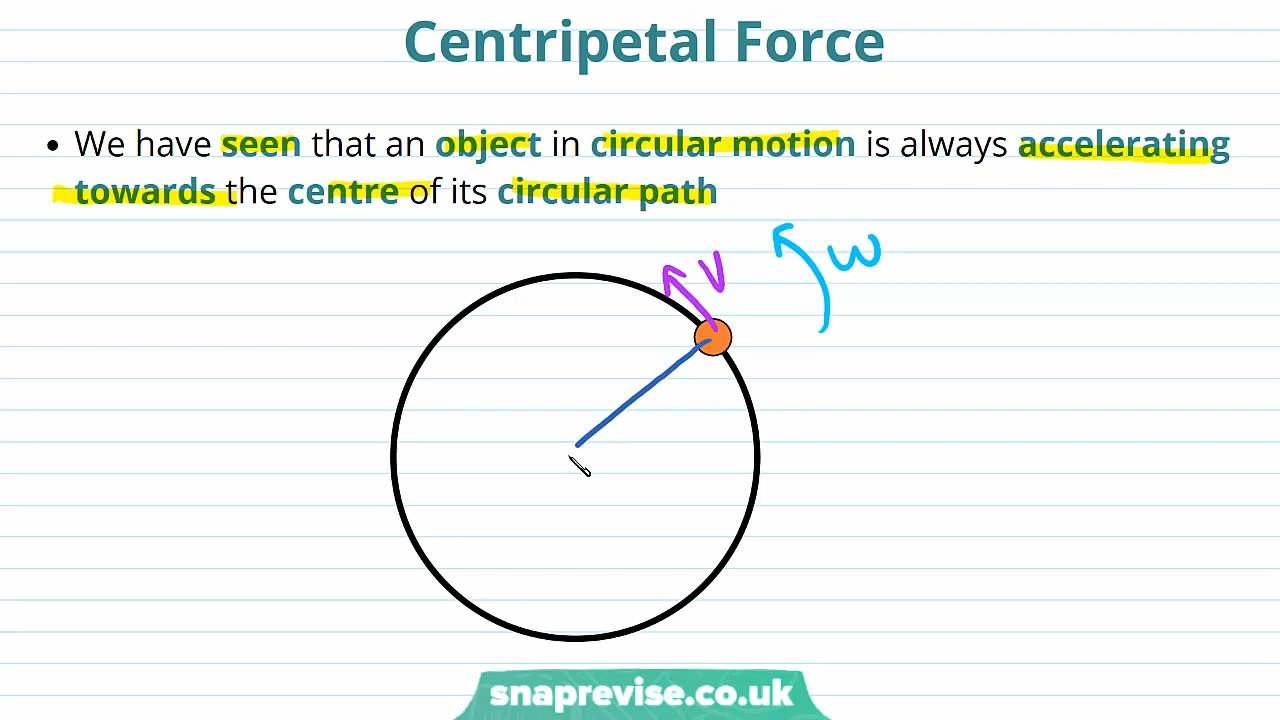 Centripetal Force
• We have seen that an object in circular motion is always accelerating
towards the centre of its circular path
v
ω
snaprevise.co.uk